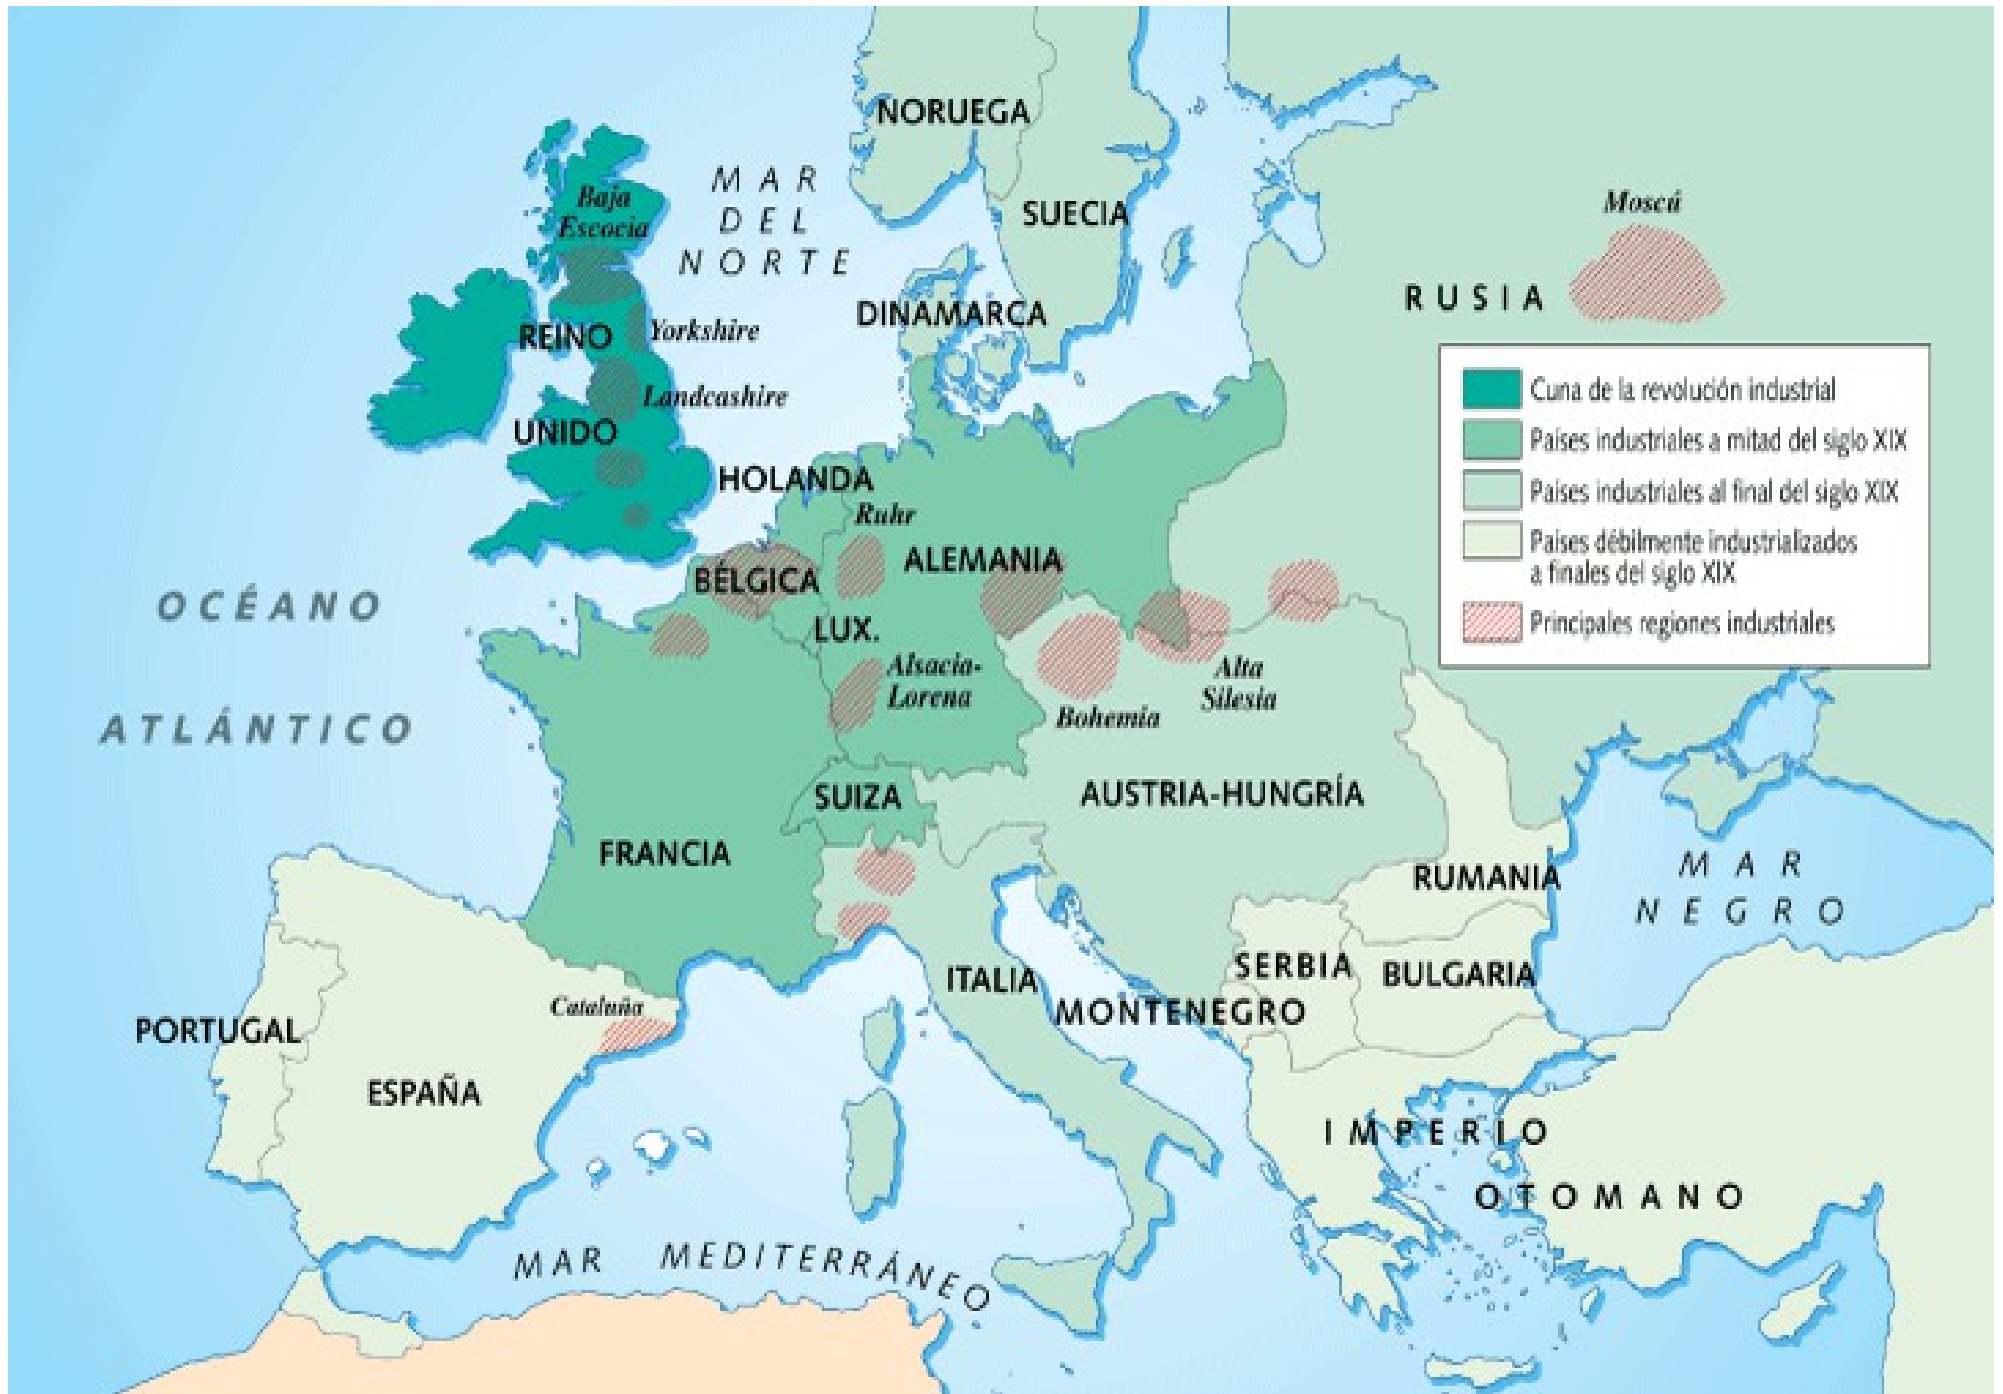 NORUEGA
MAR
DEL
NORTE
SUECIA
Baja
Escocia
Moscú
RUSIA
DINAMARCA
REINO
Yorkshire
Landcashire
UNIDO
HOLANDA
Ruhr
ALEMANIA
BÉLGICA
LUX.
Alsacia-
Lorena
Bohemia
Alta
Silesia
OCÉANO
ATLÁNTICO
SUIZA
AUSTRIA-HUNGRÍA
FRANCIA
RUMANIA
MAR
NEGRO
SERBIA
BULGARIA
ITALIA
MONTENEGRO
Cataluña
PORTUGAL
ESPAÑA
IMPERIO
OTOMANO
MAR MEDITERRÁNEO
Cuna de la revolución industrial
Países industriales a mitad del siglo XIX
Países industriales al final del siglo XIX
Países débilmente industrializados
a finales del siglo XIX
Principales regiones industriales